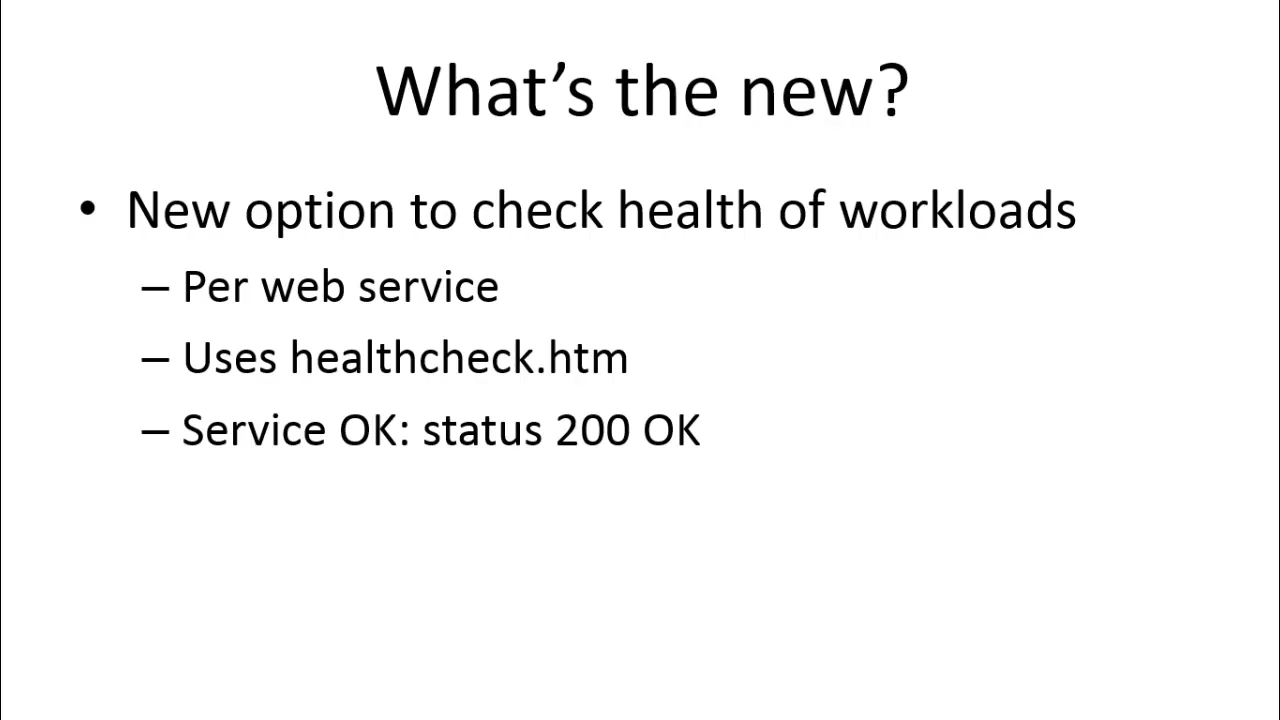 What’s the new?
• New option to check health of workloads
– Per web service
– Uses healthcheck.htm
– Service OK: status 200 OK